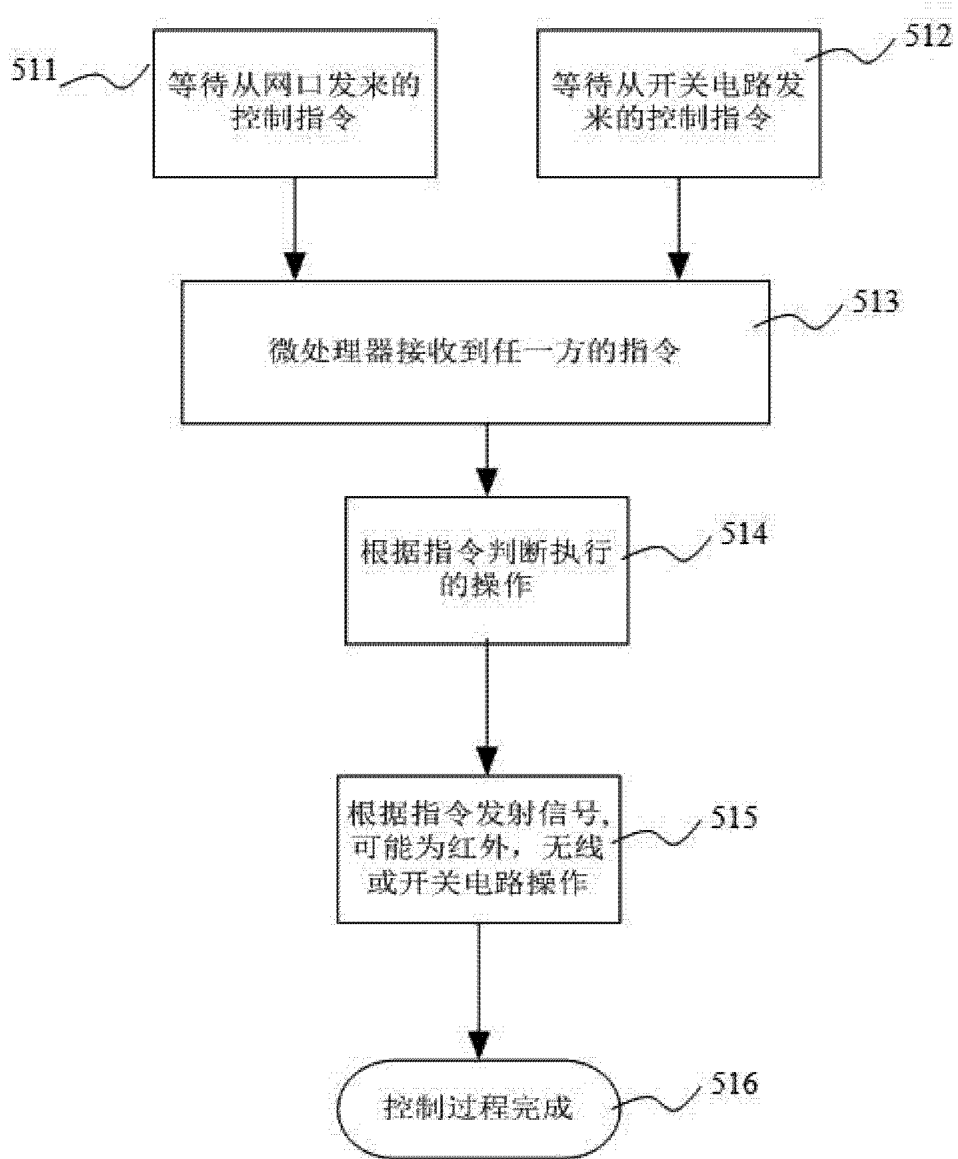 511
等待从网口发来的
控制指令
512
等待从开关电路发
来的控制指令
513
微处理器接收到任一方的指令
514
根据指令判断执行
的操作
515
根据指令发射信号,
可能为红外，无线
或开关电路操作
516
控制过程完成